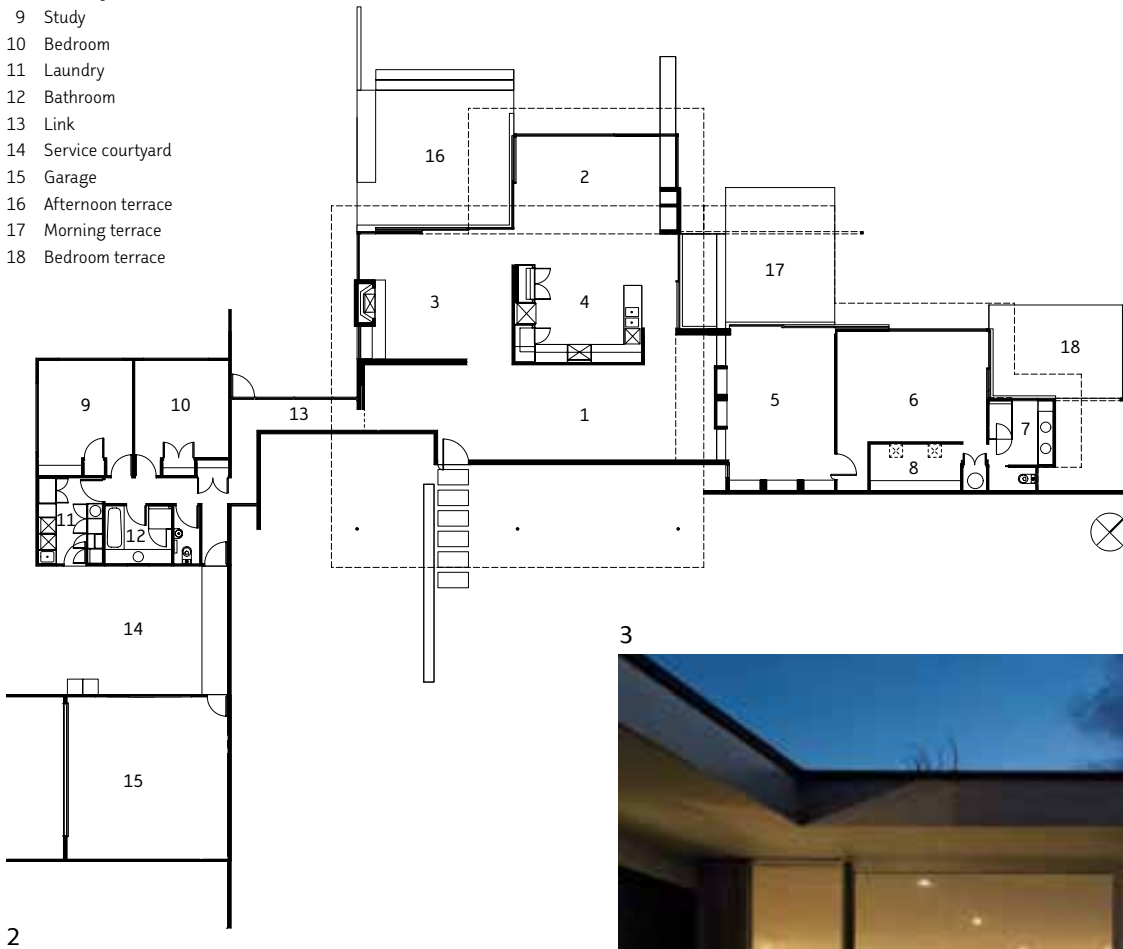 9 Study
10 Bedroom
11 Laundry
12 Bathroom
13 Link
14 Service courtyard
15 Garage
16 Afternoon terrace
17 Morning terrace
18 Bedroom terrace
16
2
17
3
4
18
9
10
13
1
5
6
7
8
11
12
14
3
15
2